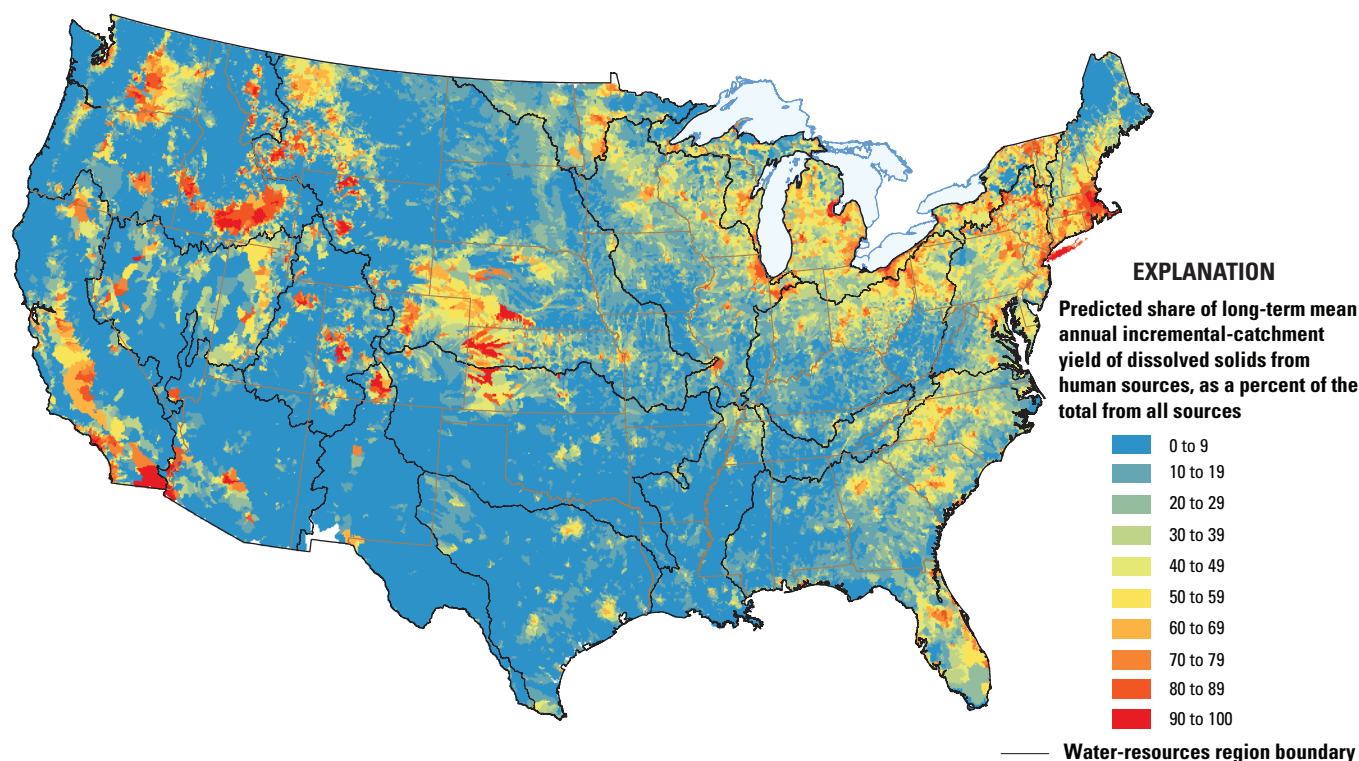 EXPLANATION
Predicted share of long-term mean
annual incremental-catchment
yield of dissolved solids from
human sources, as a percent of the
total from all sources
0 to 9
10 to 19
20 to 29
30 to 39
40 to 49
50 to 59
60 to 69
70 to 79
80 to 89
90 to 100
Water-resources region boundary